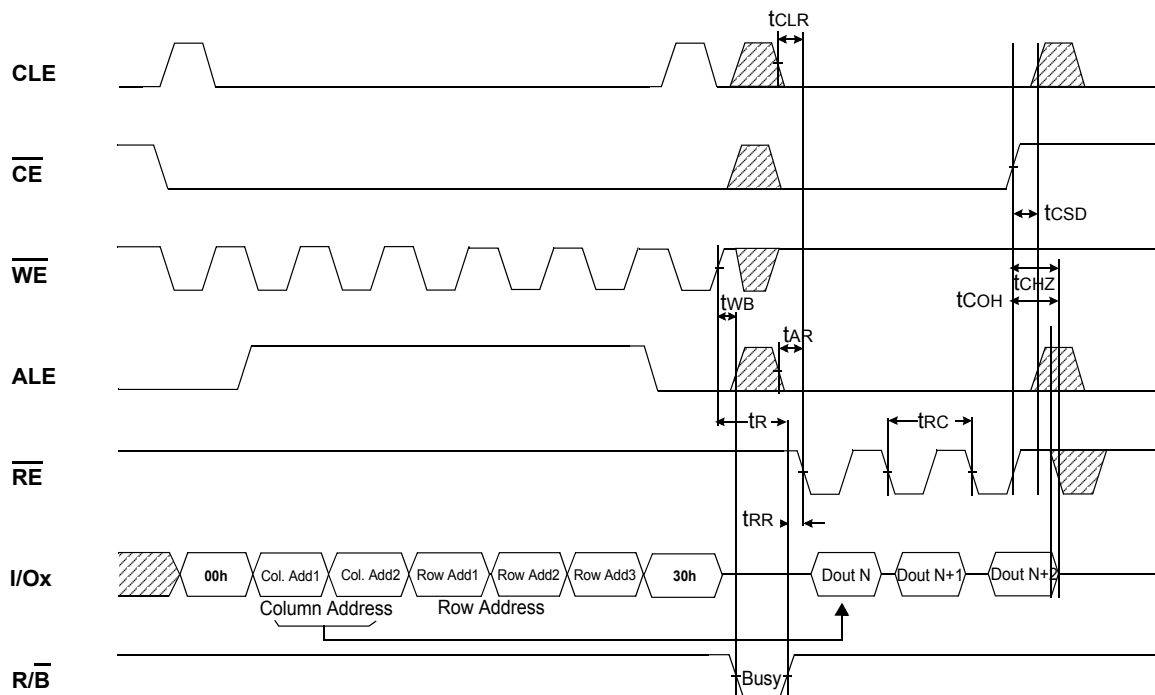 tCLR
CLE
CE
tCSD
WE
tCHZ
tWB
tCOH
tAR
ALE
tR
tRC
RE
tRR
I/Ox
00h
Col. Add1
Col. Add2
Row Add1
Row Add2
Row Add3
30h
Dout N
Dout N+1
Dout N+2
Column Address
Row Address
R/B
Busy